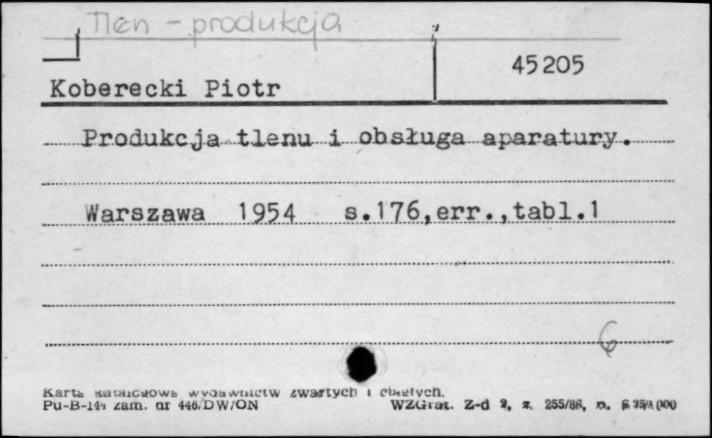 Tlen - produkcja
45205
Koberecki Piotr
Produkcja tlenu i obsługa aparatury.
Warszawa 1954 s.176,err.,tabl.1
6
Karta katalogowa wydawnictw zwartych i ciągłych.
Pu-B-144 zam. nr 446/DW/ON WZGraf. Z-d 2, z. 255/86, n.